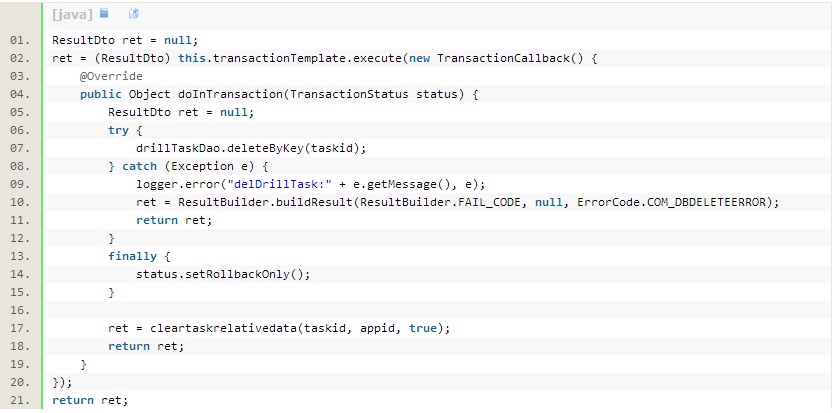 [java]
01. ResultDto ret = null;
02. ret = (ResultDto) this.transactionTemplate.execute(new TransactionCallback() {
03. @Override
04. public Object doInTransaction(TransactionStatus status) {
05. ResultDto ret = null;
06. try {
07. drillTaskDao.deleteByKey(taskid);
08. } catch (Exception e) {
09. logger.error("delDrillTask:" + e.getMessage(), e);
10. ret = ResultBuilder.buildResult(ResultBuilder.FAIL_CODE, null, ErrorCode.COM_DBDELETEERROR);
11. return ret;
12. }
13. finally {
14. status.setRollbackOnly();
15. }
16.
17. ret = cleartaskrelativedata(taskid, appid, true);
18. return ret;
19. }
20. });
21. return ret;